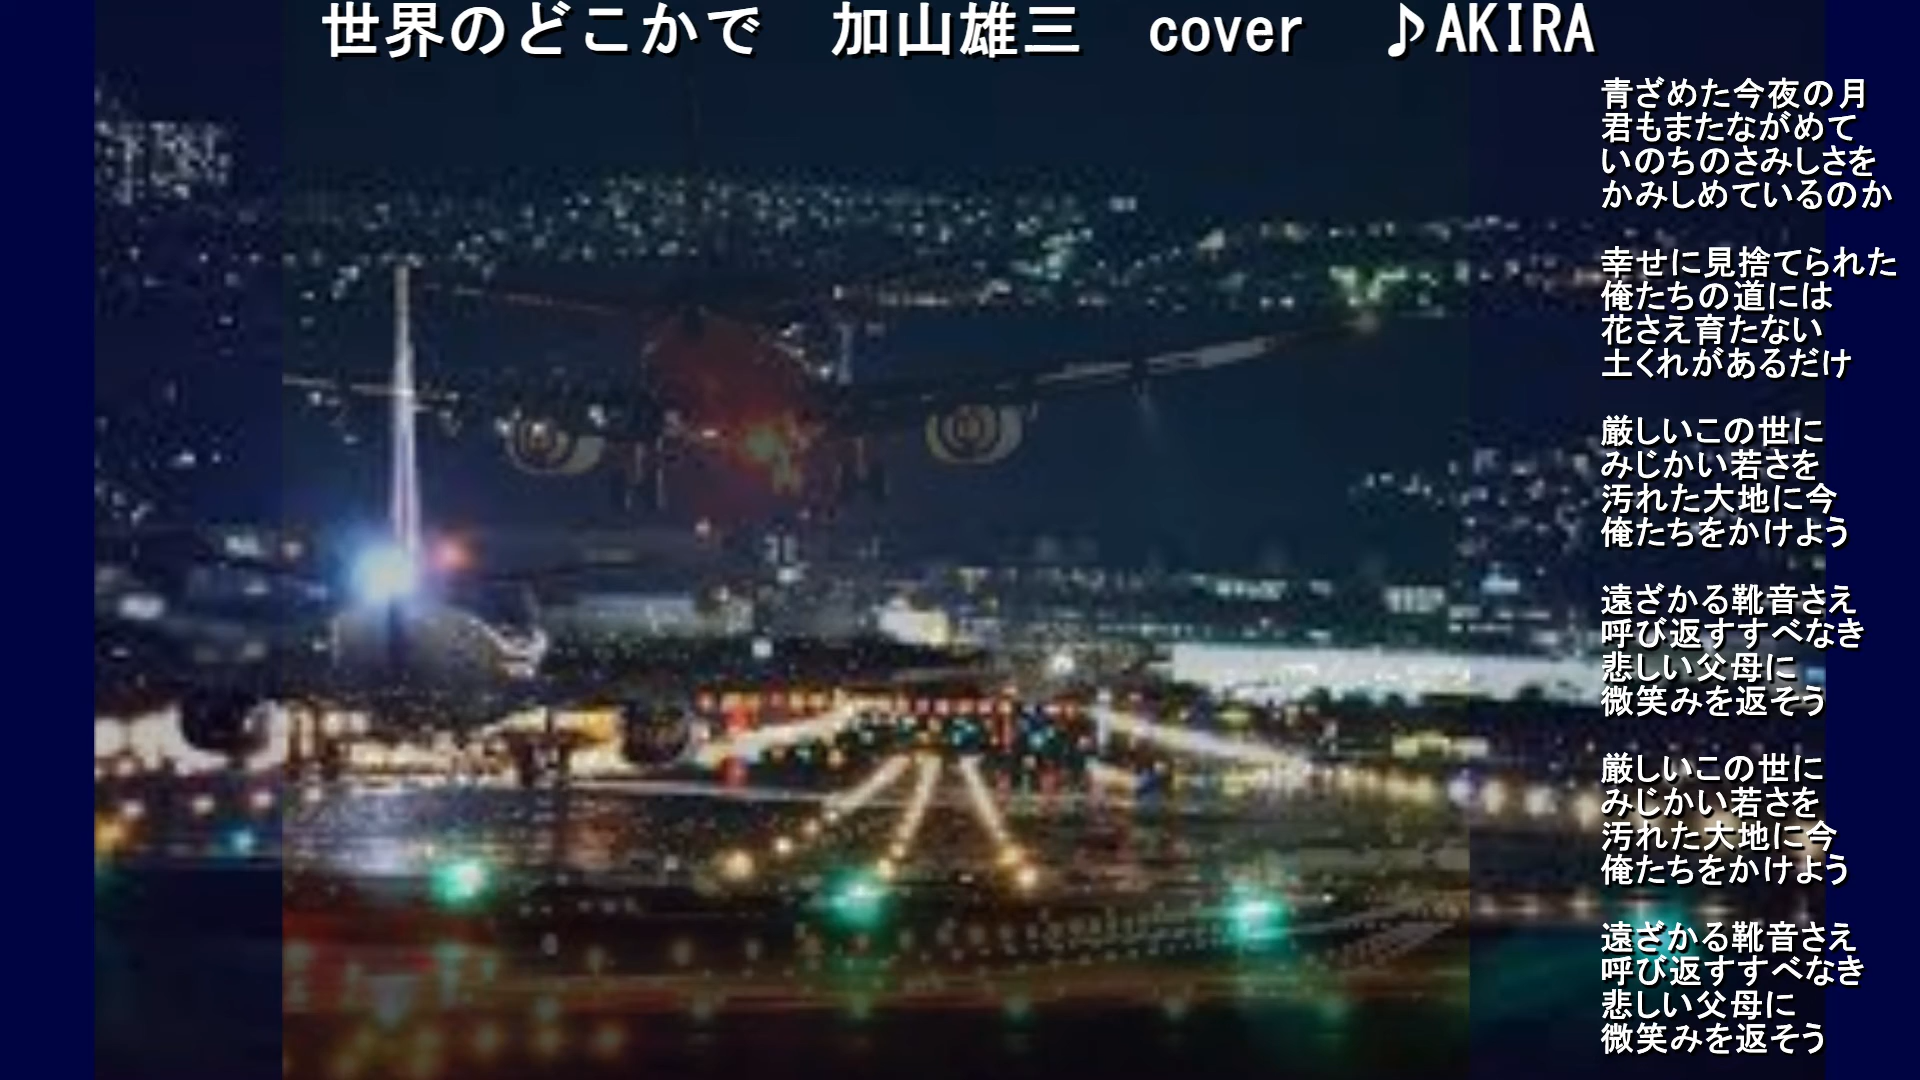 世界のどこかで　加山雄三　cover　♪AKIRA
青ざめた今夜の月
君もまたながめて
いのちのさみしさを
かみしめているのか
幸せに見捨てられた
俺たちの道には
花さえ育たない
土くれがあるだけ
厳しいこの世に
みじかい若さを
汚れた大地に今
俺たちをかけよう
遠ざかる靴音さえ
呼び返すすべなき
悲しい父母に
微笑みを返そう
厳しいこの世に
みじかい若さを
汚れた大地に今
俺たちをかけよう
遠ざかる靴音さえ
呼び返すすべなき
悲しい父母に
微笑みを返そう